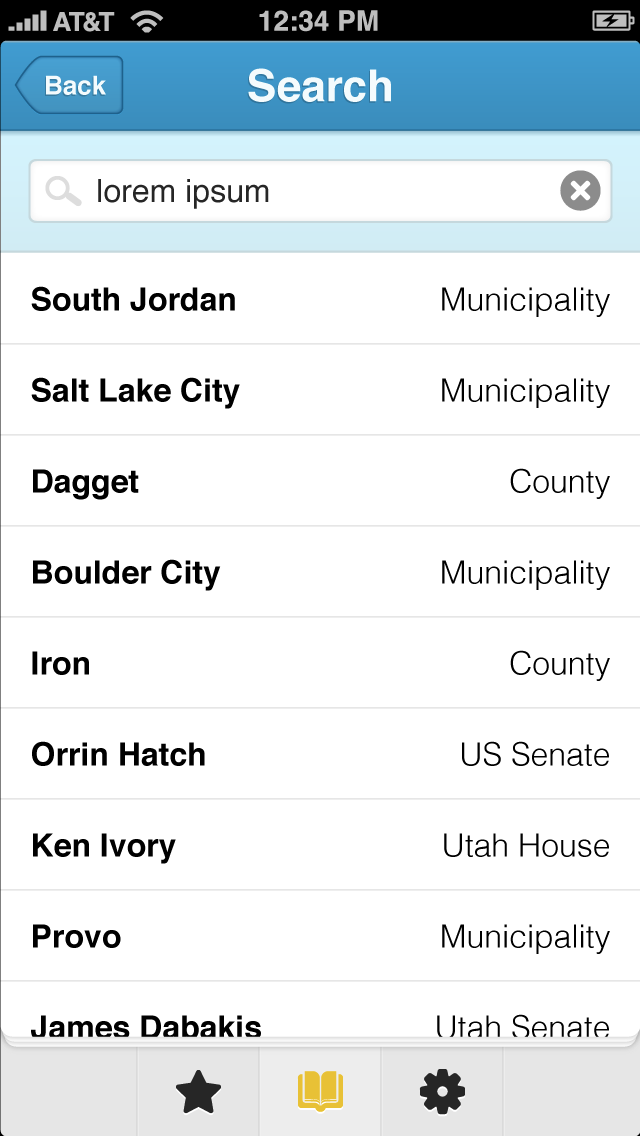 AT&T 12:34 PM
Back Search
lorem ipsum
South Jordan Municipality
Salt Lake City Municipality
Dagget County
Boulder City Municipality
Iron County
Orrin Hatch US Senate
Ken Ivory Utah House
Provo Municipality
James Dabakis Utah Senate